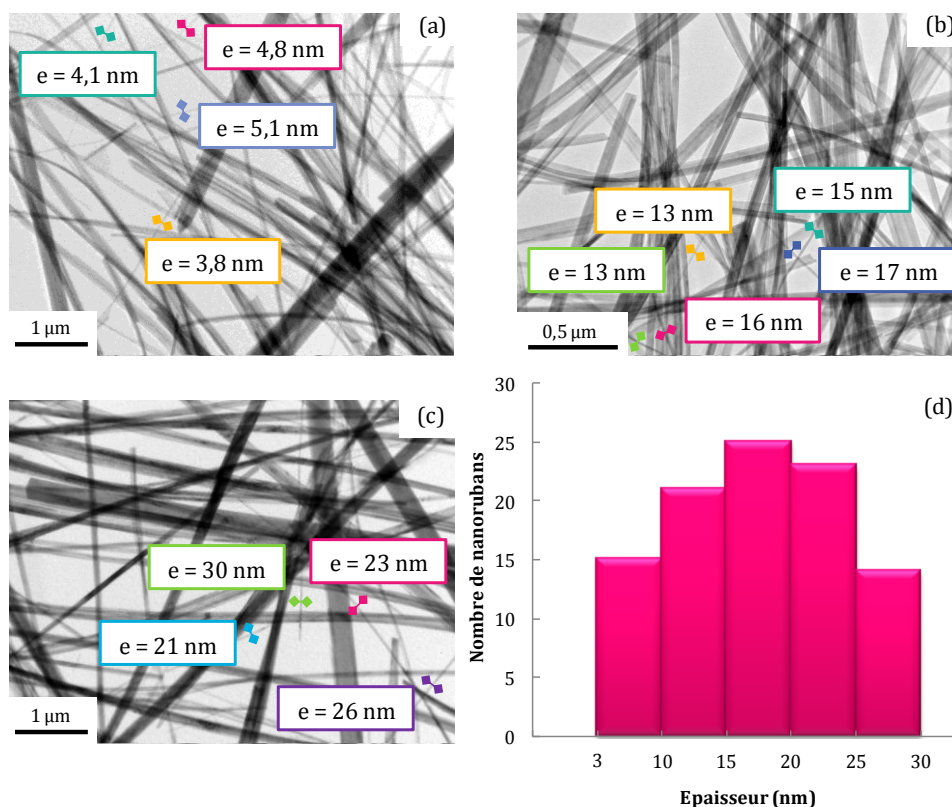 (a)
e = 4,8 nm
e = 4,1 nm
e = 5,1 nm
e = 3,8 nm
1 µm
(b)
e = 15 nm
e = 13 nm
e = 13 nm
e = 17 nm
e = 16 nm
0,5 µm
(c)
e = 30 nm
e = 23 nm
e = 21 nm
e = 26 nm
1 µm
(d)
Nombre de nanorubans
30
25
20
15
10
5
0
3 10 15 20 25 30
Epaisseur (nm)